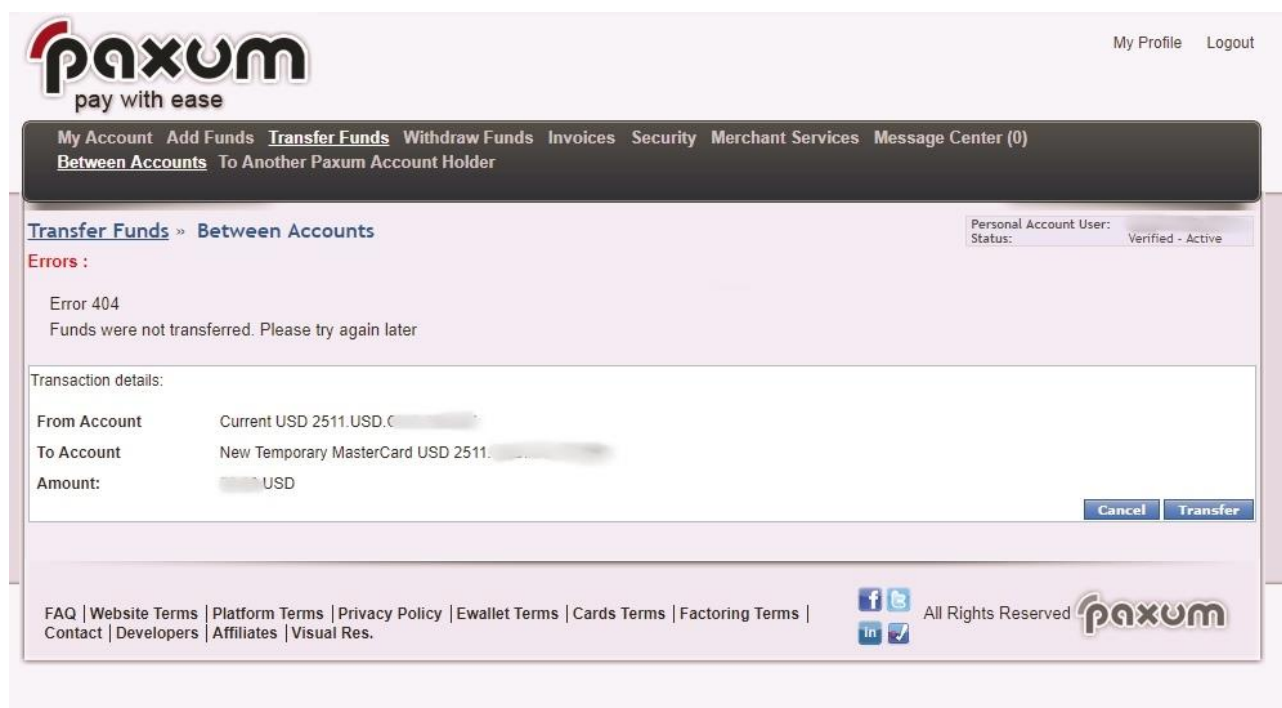 paxum
pay with ease
My Profile Logout
My Account Add Funds Transfer Funds Withdraw Funds Invoices Security Merchant Services Message Center (0)
Between Accounts To Another Paxum Account Holder
Transfer Funds » Between Accounts
Personal Account User:
Status: Verified - Active
Errors :
Error 404
Funds were not transferred. Please try again later
Transaction details:
From Account Current USD 2511.USD.
To Account New Temporary MasterCard USD 2511.
Amount: USD
Cancel Transfer
FAQ | Website Terms | Platform Terms | Privacy Policy | Ewallet Terms | Cards Terms | Factoring Terms |
Contact | Developers | Affiliates | Visual Res.
All Rights Reserved paxum